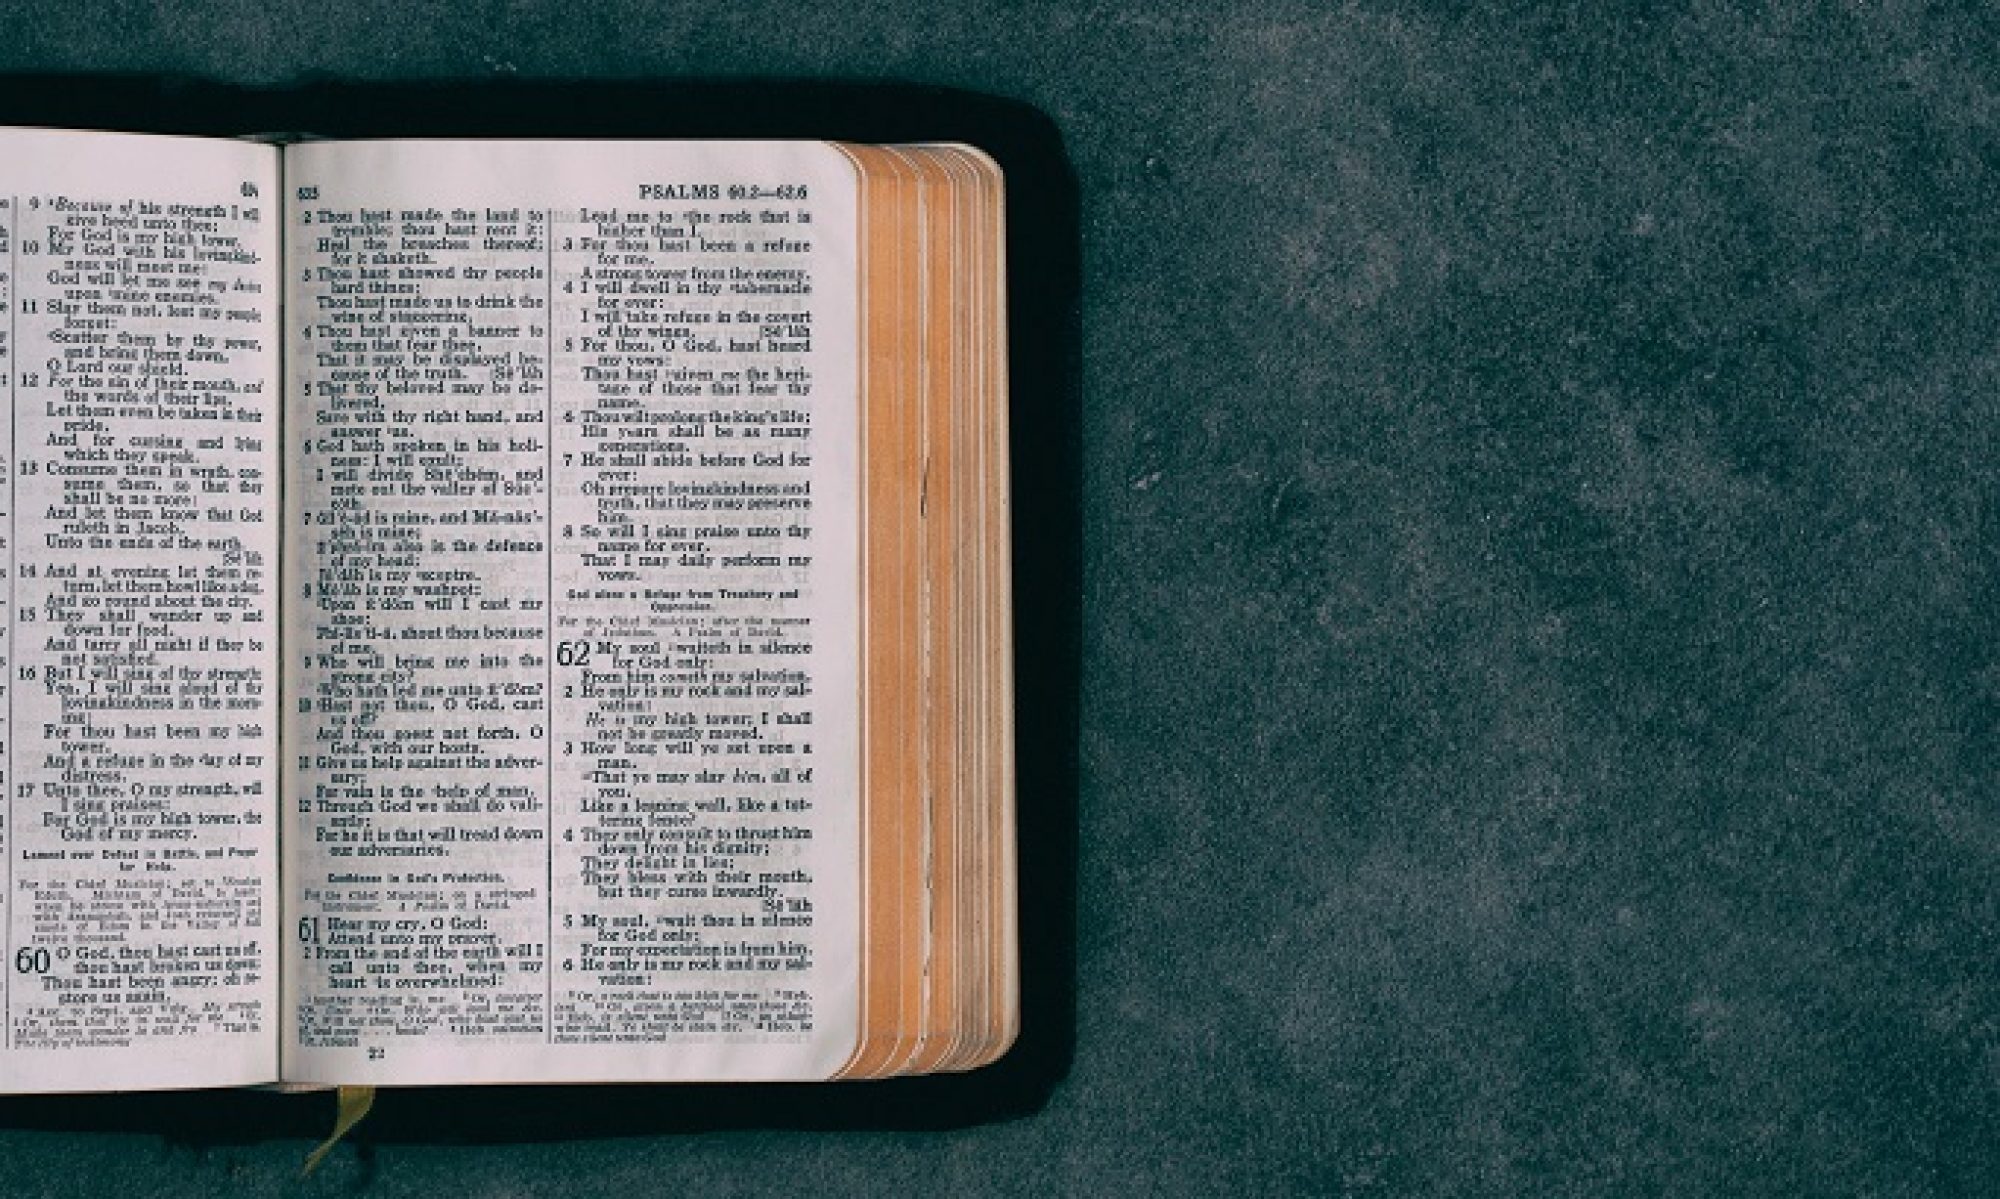 9 Because of his strength I will
give heed unto thee;
For God is my high tower.
10 My God with his lovingkind-
ness will meet me:
God will let me see my desire
upon mine enemies.
11 Slay them not, lest my people
forget:
Scatter them by thy power,
and bring them down,
O Lord our shield.
12 For the sin of their mouth, and
the words of their lips,
Let them even be taken in their
pride,
And for cursing and lying
which they speak.
13 Consume them in wrath, con-
sume them, so that they
shall be no more:
And let them know that God
ruleth in Jacob,
Unto the ends of the earth.
Se'lah
14 And at evening let them re-
turn, let them howl like a dog,
And go round about the city.
15 They shall wander up and
down for food,
And tarry all night if they be
not satisfied.
16 But I will sing of thy strength;
Yea, I will sing aloud of thy
lovingkindness in the morn-
ing:
For thou hast been my high
tower,
And a refuge in the day of my
distress.
17 Unto thee, O my strength, will
I sing praises:
For God is my high tower, the
God of my mercy.
Lament over Defeat in Battle, and Prayer
for Help.
For the Chief Musician; set to
60 O God, thou hast cast us off,
thou hast broken us down;
Thou hast been angry; oh re-
store us again.
PSALMS 60.2—62.6
2 Thou hast made the land to
tremble; thou hast rent it:
Heal the breaches thereof;
for it shaketh.
3 Thou hast showed thy people
hard things:
Thou hast made us to drink the
wine of staggering.
4 Thou hast given a banner to
them that fear thee,
That it may be displayed be-
cause of the truth. [Se'lah
5 That thy beloved may be de-
livered,
Save with thy right hand, and
answer us.
6 God hath spoken in his holi-
ness: I will exult;
I will divide She'chem, and
mete out the valley of Suc'-
coth.
7 Gil'e-ad is mine, and Ma-nas'-
seh is mine;
E'phra-im also is the defence
of my head;
Ju'dah is my sceptre.
8 Mo'ab is my washpot;
Upon E'dom will I cast my
shoe:
Phi-lis'ti-a, shout thou because
of me.
9 Who will bring me into the
strong city?
Who hath led me unto E'dom?
10 Hast not thou, O God, cast
us off?
And thou goest not forth, O
God, with our hosts.
11 Give us help against the adver-
sary;
For vain is the help of man.
12 Through God we shall do vali-
antly;
For he it is that will tread down
our adversaries.
Confidence in God's Protection.
For the Chief Musician; on a stringed
instrument. A Psalm of David.
61 Hear my cry, O God;
Attend unto my prayer.
2 From the end of the earth will I
call unto thee, when my
heart is overwhelmed:
Lead me to the rock that is
higher than I.
3 For thou hast been a refuge
for me,
A strong tower from the enemy.
4 I will dwell in thy tabernacle
for ever:
I will take refuge in the covert
of thy wings. [Se'lah
5 For thou, O God, hast heard
my vows:
Thou hast given me the heri-
tage of those that fear thy
name.
6 Thou wilt prolong the king's life;
His years shall be as many
generations.
7 He shall abide before God for
ever:
Oh prepare lovingkindness and
truth, that they may preserve
him.
8 So will I sing praise unto thy
name for ever,
That I may daily perform my
vows.
God alone a Refuge from Treachery and
Oppression.
For the Chief Musician; after the manner
of Jeduthun. A Psalm of David.
62 My soul waiteth in silence
for God only:
From him cometh my salvation.
2 He only is my rock and my sal-
vation:
He is my high tower; I shall
not be greatly moved.
3 How long will ye set upon a
man,
That ye may slay him, all of
you,
Like a leaning wall, like a tot-
tering fence?
4 They only consult to thrust him
down from his dignity;
They delight in lies;
They bless with their mouth,
but they curse inwardly.
Se'lah
5 My soul, wait thou in silence
for God only;
For my expectation is from him.
6 He only is my rock and my sal-
vation: